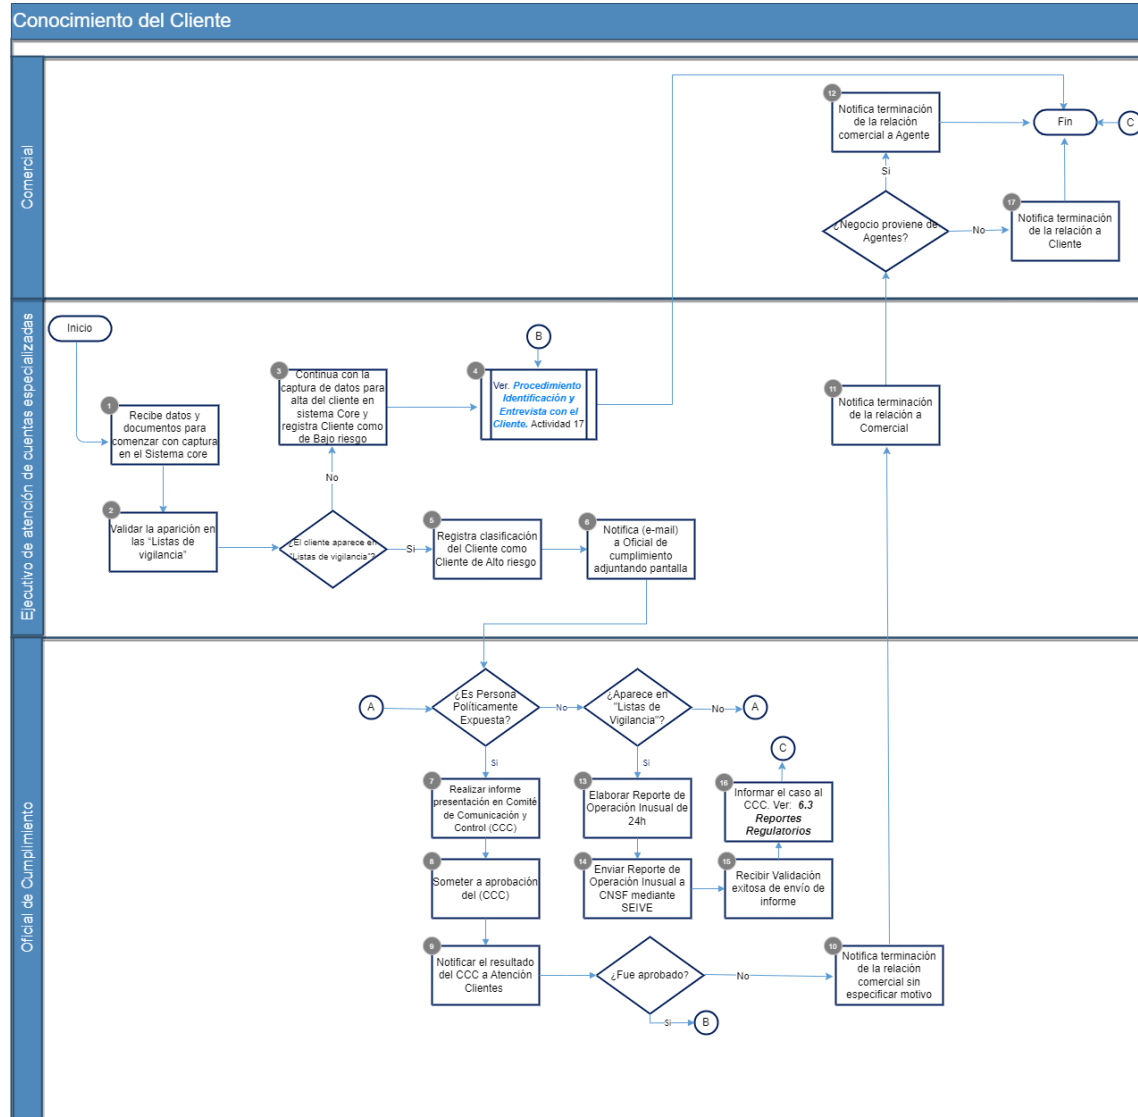 Conocimiento del Cliente
Comercial
12
Notifica terminación
de la relación
comercial a Agente
Fin
C
Si
¿Negocio proviene de
Agentes?
No
17
Notifica terminación
de la relación a
Cliente
Ejecutivo de atención de cuentas especializadas
Inicio
1
Recibe datos y
documentos para
comenzar con captura
en el Sistema core
2
Validar la aparición en
las “Listas de
vigilancia”
3
Continua con la
captura de datos para
alta del cliente en
sistema Core y
registra Cliente como
de Bajo riesgo
No
¿El cliente aparece en
"Listas de vigilancia"?
Si
B
4
Ver. Procedimiento
Identificación y
Entrevista con el
Cliente. Actividad 17
5
Registra clasificación
del Cliente como
Cliente de Alto riesgo
6
Notifica (e-mail)
a Oficial de
cumplimiento
adjuntando pantalla
11
Notifica terminación
de la relación a
Comercial
Oficial de Cumplimiento
A
¿Es Persona
Políticamente
Expuesta?
No
¿Aparece en
"Listas de
Vigilancia"?
No
A
Si
7
Realizar informe
presentación en Comité
de Comunicación y
Control (CCC)
8
Someter a aprobación
del (CCC)
9
Notificar el resultado
del CCC a Atención
Clientes
Si
13
Elaborar Reporte de
Operación Inusual de
24h
14
Enviar Reporte de
Operación Inusual a
CNSF mediante
SEIVE
15
Recibir Validación
exitosa de envío de
informe
16
Informar el caso al
CCC. Ver: 6.3
Reportes
Regulatorios
C
¿Fue aprobado?
No
Si
B
10
Notifica terminación
de la relación
comercial sin
especificar motivo